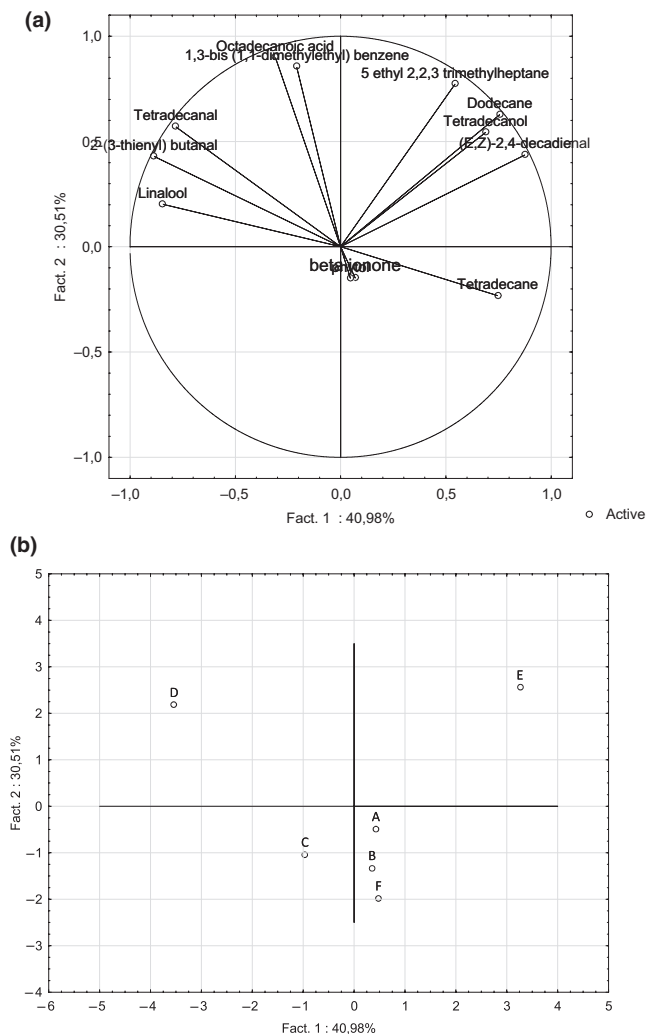 (a)
1,0
Octadecanoic acid
1,3-bis (1,1-dimethylethyl) benzene
5 ethyl 2,2,3 trimethylheptane
Dodecane
Tetradecanal
Tetradecanol
0,5
(3-thienyl) butanal
(E,Z)-2,4-decadienal
Linalool
Fact. 2 : 30,51%
0,0
beta-ionone
Tetradecane
–0,5
–1,0
–1,0 –0,5 0,0 0,5 1,0
Fact. 1 : 40,98%
Active
(b)
5
4
3
E
D
2
1
Fact. 2 : 30,51%
0
A
–1
C
B
F
–2
–3
–4
–6 –5 –4 –3 –2 –1 0 1 2 3 4 5
Fact. 1 : 40,98%